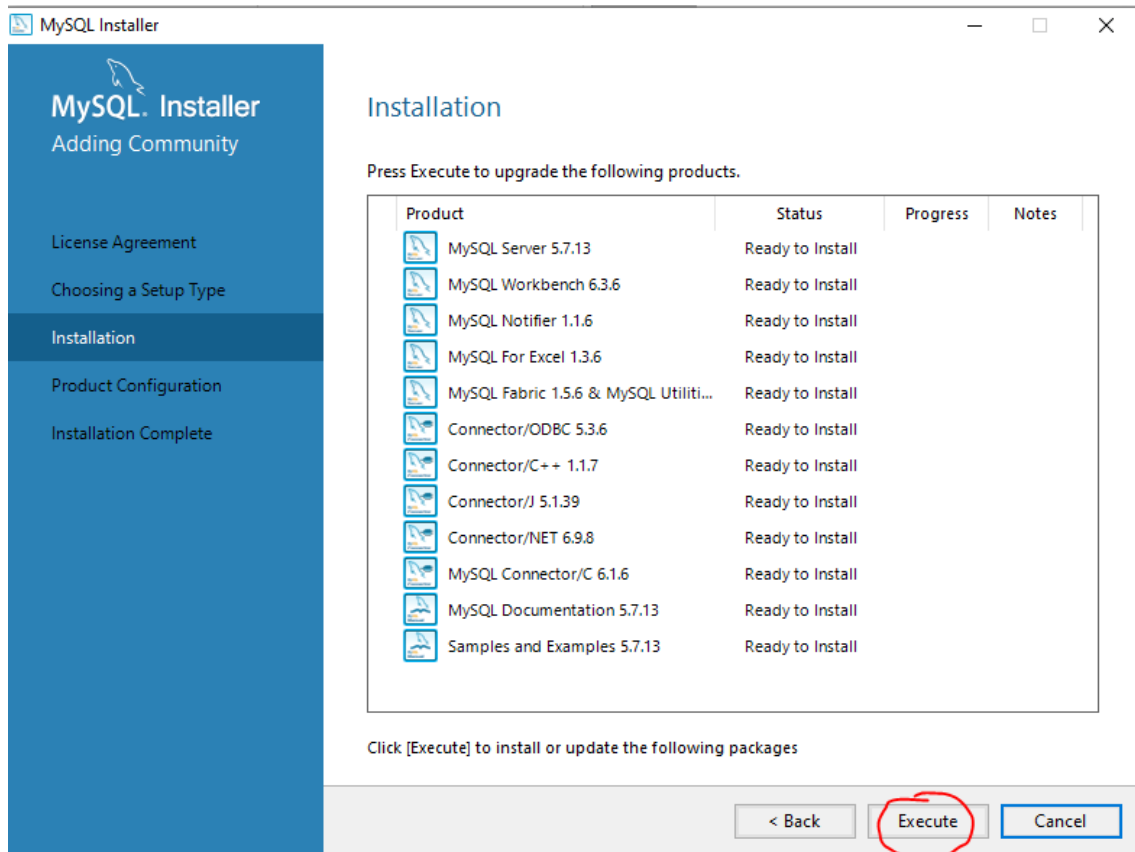 MySQL Installer
MySQL. Installer
Adding Community
License Agreement
Choosing a Setup Type
Installation
Product Configuration
Installation Complete
Installation
Press Execute to upgrade the following products.
Product Status Progress Notes
MySQL Server 5.7.13 Ready to Install
MySQL Workbench 6.3.6 Ready to Install
MySQL Notifier 1.1.6 Ready to Install
MySQL For Excel 1.3.6 Ready to Install
MySQL Fabric 1.5.6 & MySQL Utiliti... Ready to Install
Connector/ODBC 5.3.6 Ready to Install
Connector/C++ 1.1.7 Ready to Install
Connector/J 5.1.39 Ready to Install
Connector/NET 6.9.8 Ready to Install
MySQL Connector/C 6.1.6 Ready to Install
MySQL Documentation 5.7.13 Ready to Install
Samples and Examples 5.7.13 Ready to Install
Click [Execute] to install or update the following packages
< Back Execute Cancel